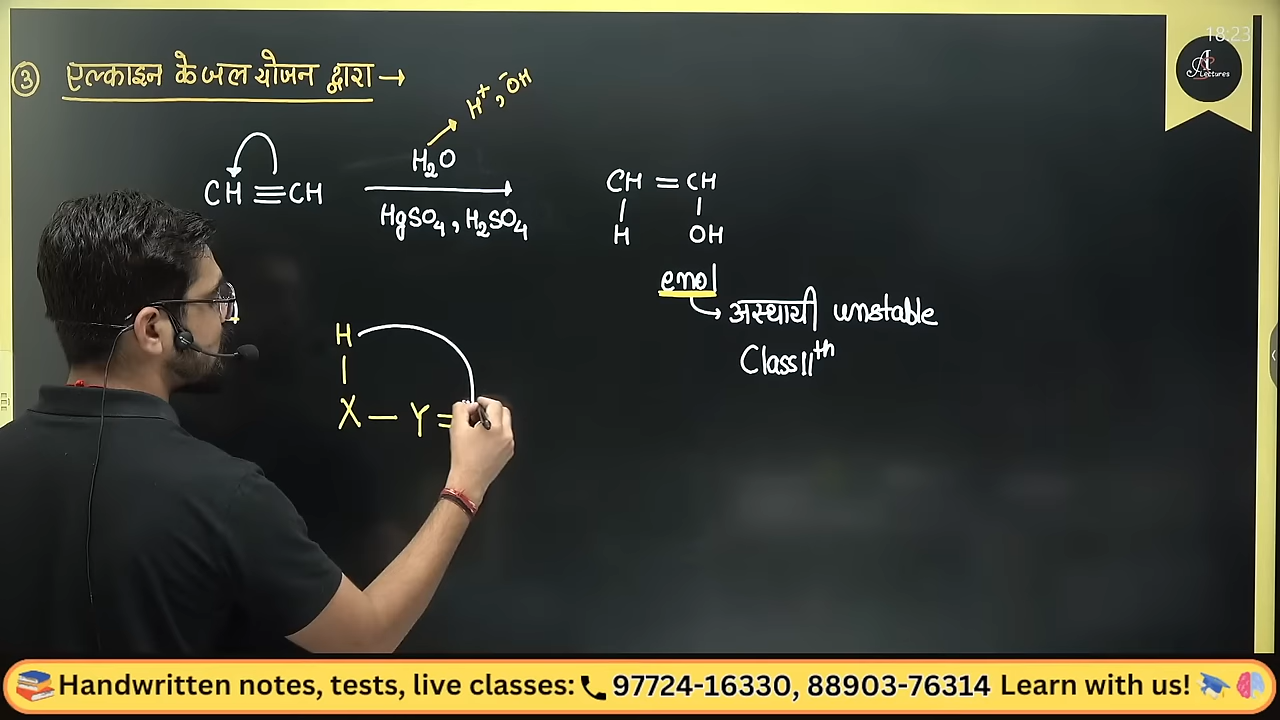 18:23
A P Lectures
③ एल्काइन के जल योजन द्वारा →
H⁺, ⁻OH
H₂O
CH ≡ CH
HgSO₄, H₂SO₄
CH = CH
H OH
enol
अस्थायी unstable
Class 11th
H
X — Y =
Handwritten notes, tests, live classes: 97724-16330, 88903-76314 Learn with us!